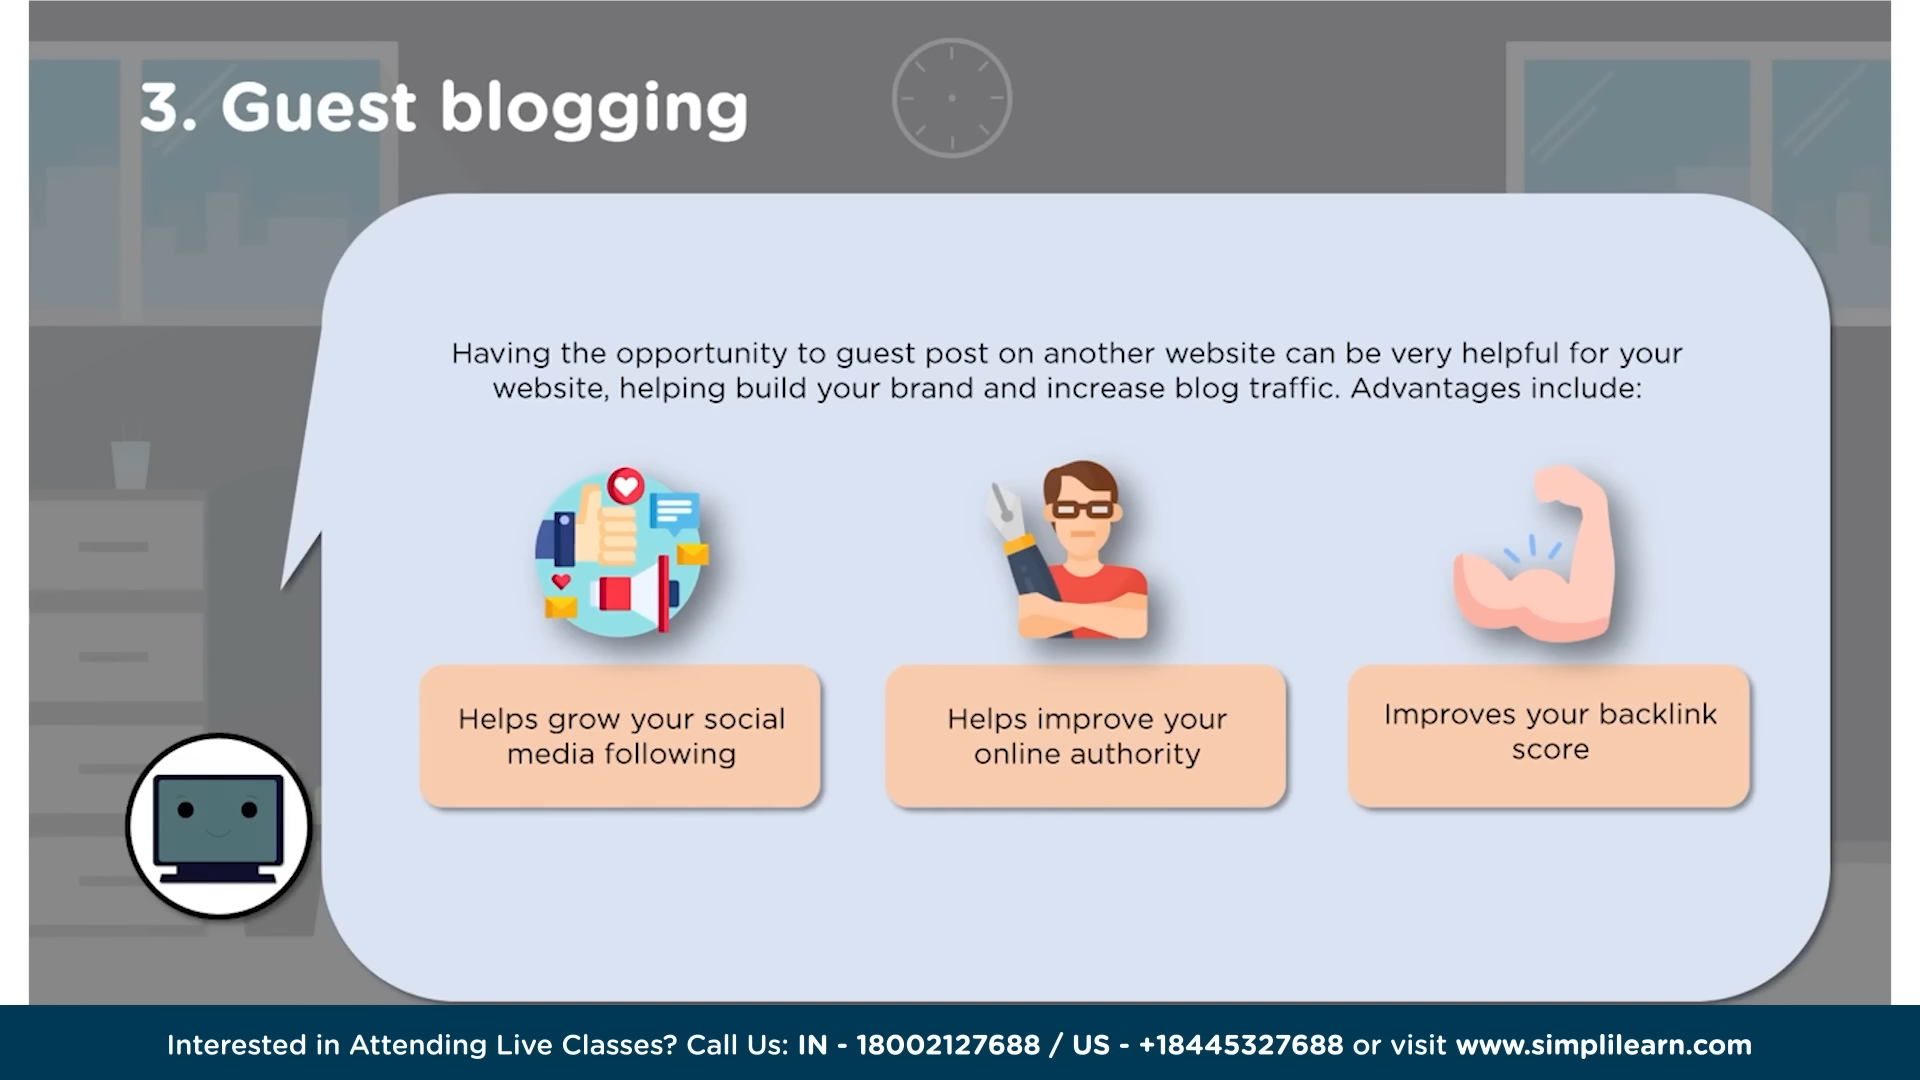 3. Guest blogging
Having the opportunity to guest post on another website can be very helpful for your
website, helping build your brand and increase blog traffic. Advantages include:
Helps grow your social
media following
Helps improve your
online authority
Improves your backlink
score
Interested in Attending Live Classes? Call Us: IN - 18002127688 / US - +18445327688 or visit www.simplilearn.com